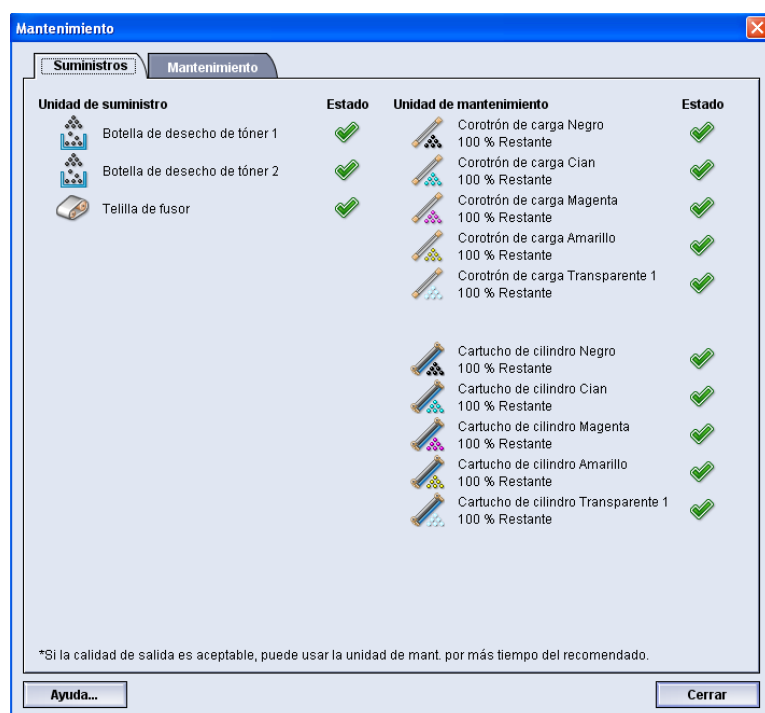 Mantenimiento
Suministros
Mantenimiento
Unidad de suministro
Estado
Botella de desecho de tóner 1
Botella de desecho de tóner 2
Telilla de fusor
Unidad de mantenimiento
Estado
Corotrón de carga Negro
100 % Restante
Corotrón de carga Cian
100 % Restante
Corotrón de carga Magenta
100 % Restante
Corotrón de carga Amarillo
100 % Restante
Corotrón de carga Transparente 1
100 % Restante
Cartucho de cilindro Negro
100 % Restante
Cartucho de cilindro Cian
100 % Restante
Cartucho de cilindro Magenta
100 % Restante
Cartucho de cilindro Amarillo
100 % Restante
Cartucho de cilindro Transparente 1
100 % Restante
*Si la calidad de salida es aceptable, puede usar la unidad de mant. por más tiempo del recomendado.
Ayuda...
Cerrar